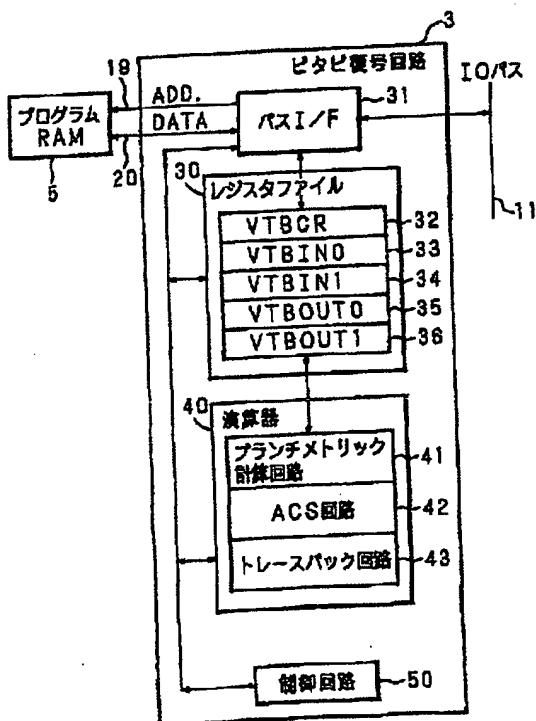 3
ビタビ復号回路
IOバス
19
ADD.
31
プログラム
RAM
DATA
バスI/F
5
20
30
レジスタファイル
11
VTBCR
32
VTBIN0
33
VTBIN1
34
VTBOUT0
35
VTBOUT1
36
40
演算器
ブランチメトリック
計算回路
41
ACS回路
42
トレースバック回路
43
制御回路
50